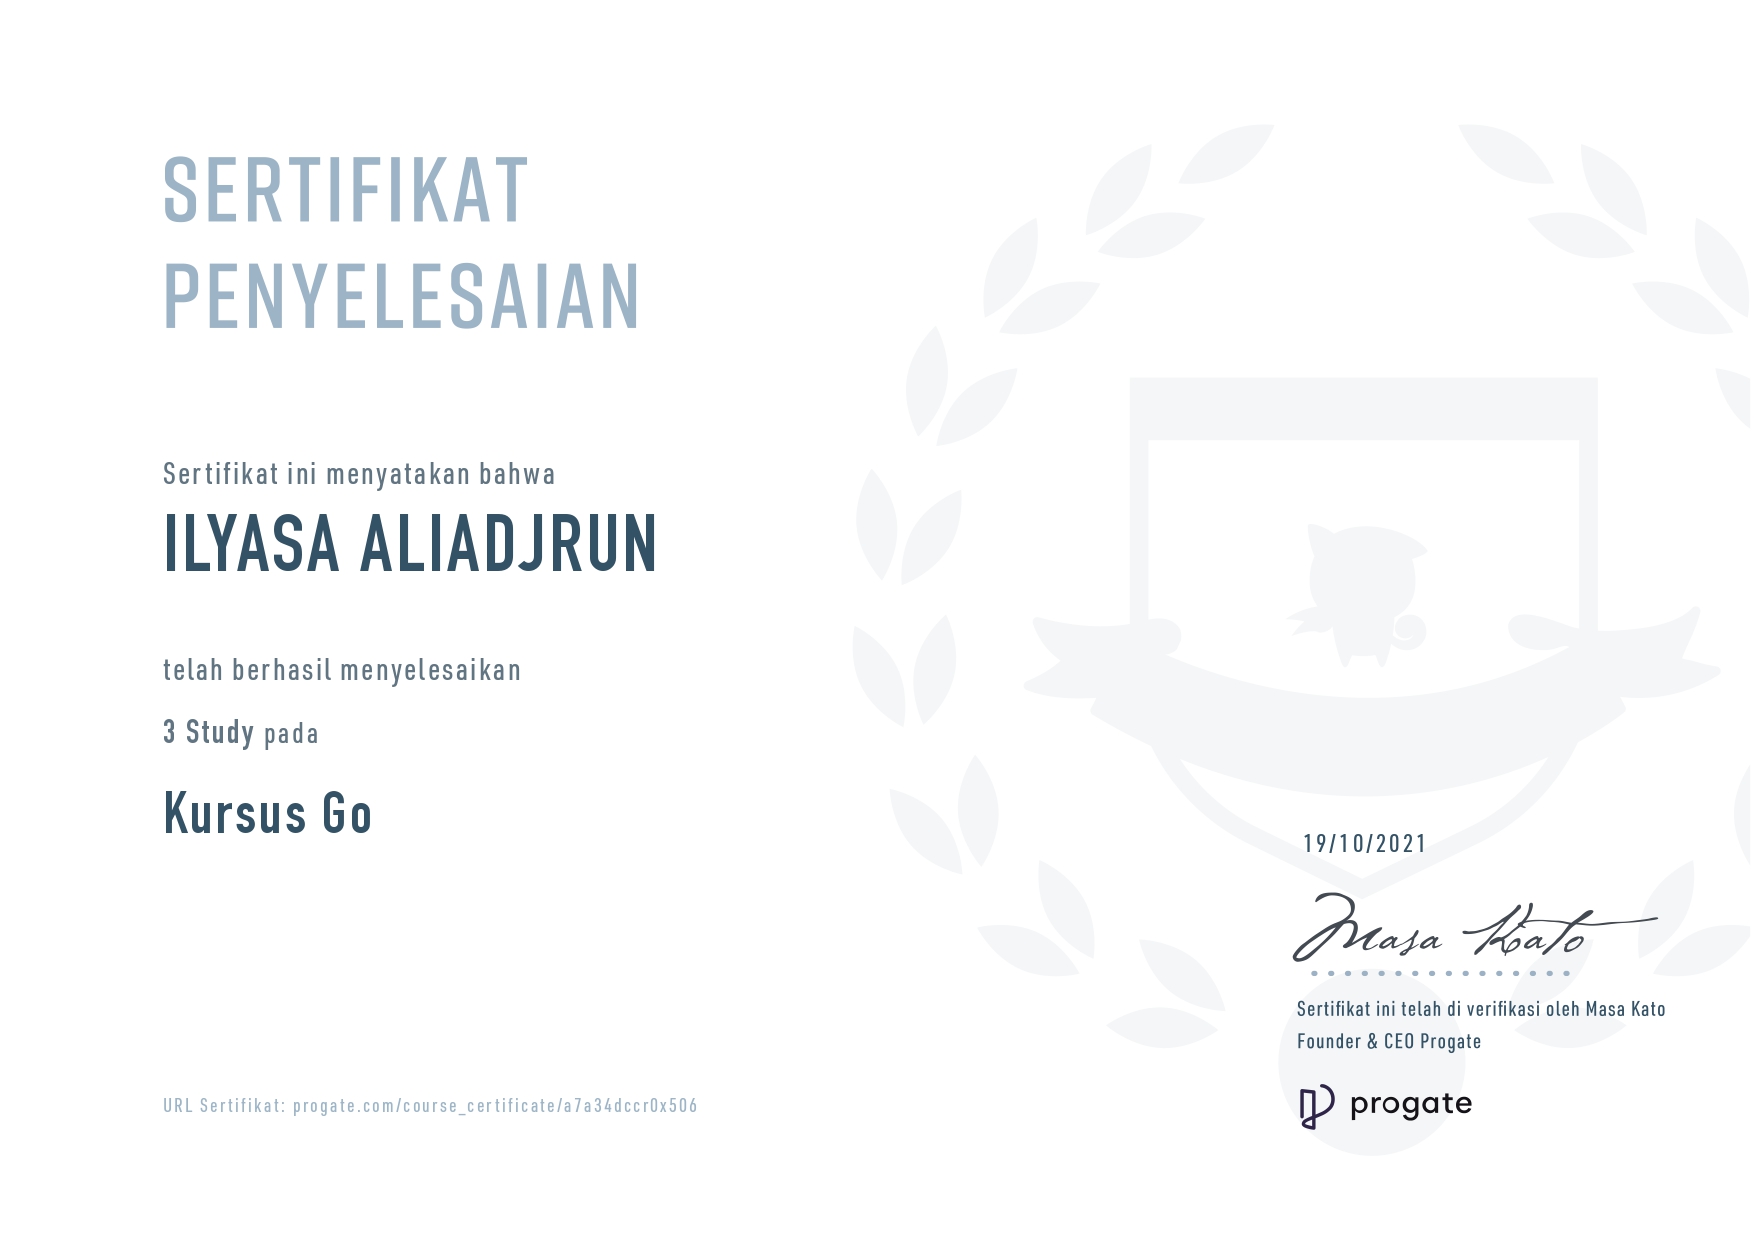 SERTIFIKAT
PENYELESAIAN
Sertifikat ini menyatakan bahwa
ILYASA ALIADJRUN
telah berhasil menyelesaikan
3 Study pada
Kursus Go
19/10/2021
Masa Kato
Sertifikat ini telah di verifikasi oleh Masa Kato
Founder & CEO Progate
URL Sertifikat: progate.com/course_certificate/a7a34dccr0x506
progate